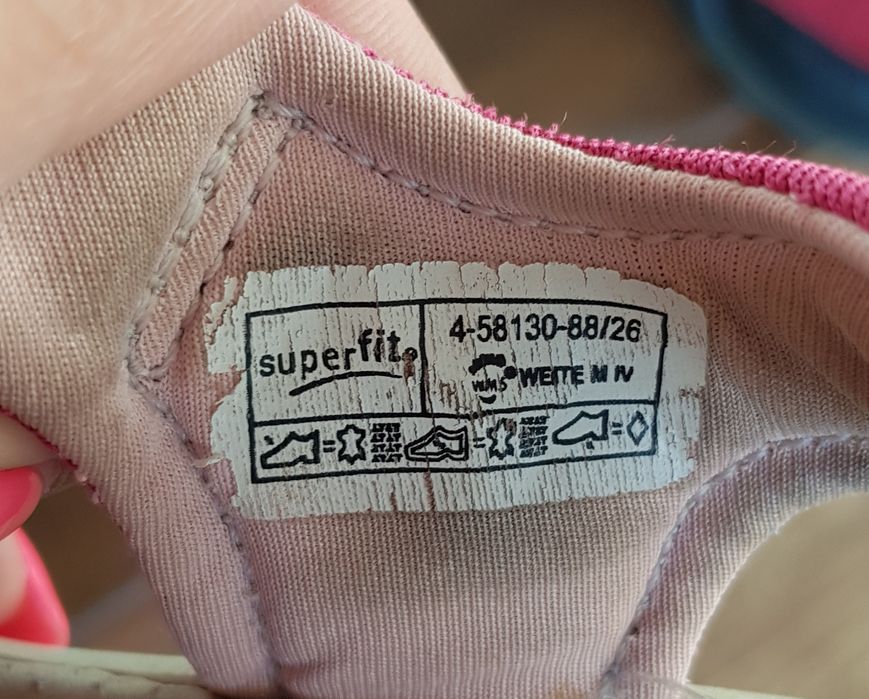 superfit
4-58130-88/26
WMS WEITE M IV